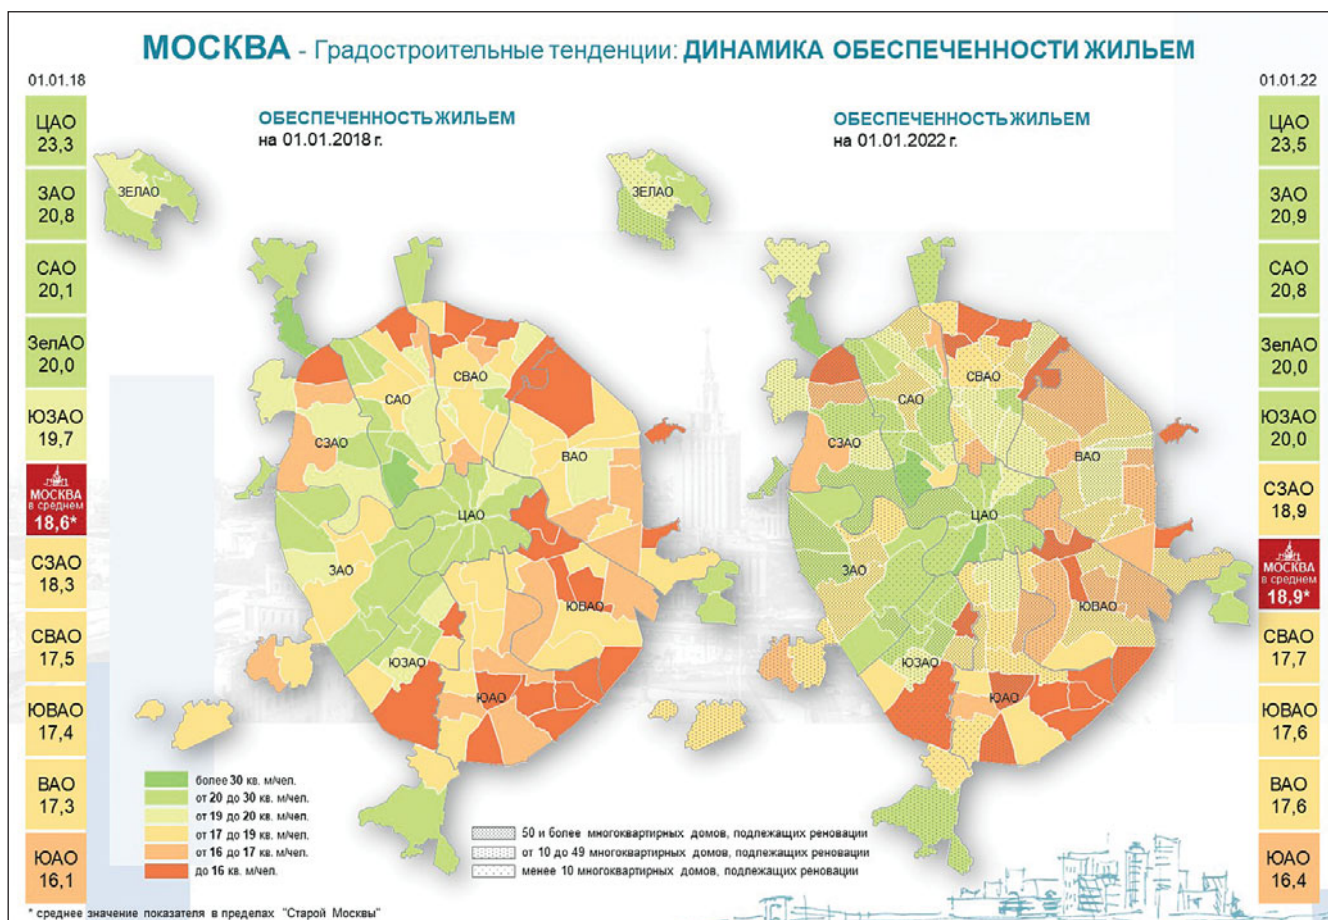 МОСКВА - Градостроительные тенденции: ДИНАМИКА ОБЕСПЕЧЕННОСТИ ЖИЛЬЕМ
01.01.18
ЦАО
23,3
ЗАО
20,8
САО
20,1
ЗелАО
20,0
ЮЗАО
19,7
МОСКВА
в среднем
18,6*
СЗАО
18,3
СВАО
17,5
ЮВАО
17,4
ВАО
17,3
ЮАО
16,1
ОБЕСПЕЧЕННОСТЬ ЖИЛЬЕМ
на 01.01.2018 г.
ЗЕЛАО
СВАО
САО
СЗАО
ВАО
ЦАО
ЗАО
ЮВАО
ЮЗАО
ЮАО
более 30 кв. м/чел.
от 20 до 30 кв. м/чел.
от 19 до 20 кв. м/чел.
от 17 до 19 кв. м/чел.
от 16 до 17 кв. м/чел.
до 16 кв. м/чел.
ОБЕСПЕЧЕННОСТЬ ЖИЛЬЕМ
на 01.01.2022 г.
ЗЕЛАО
СВАО
САО
СЗАО
ВАО
ЦАО
ЗАО
ЮВАО
ЮЗАО
ЮАО
50 и более многоквартирных домов, подлежащих реновации
от 10 до 49 многоквартирных домов, подлежащих реновации
менее 10 многоквартирных домов, подлежащих реновации
01.01.22
ЦАО
23,5
ЗАО
20,9
САО
20,8
ЗелАО
20,0
ЮЗАО
20,0
СЗАО
18,9
МОСКВА
в среднем
18,9*
СВАО
17,7
ЮВАО
17,6
ВАО
17,6
ЮАО
16,4
* среднее значение показателя в пределах "Старой Москвы"